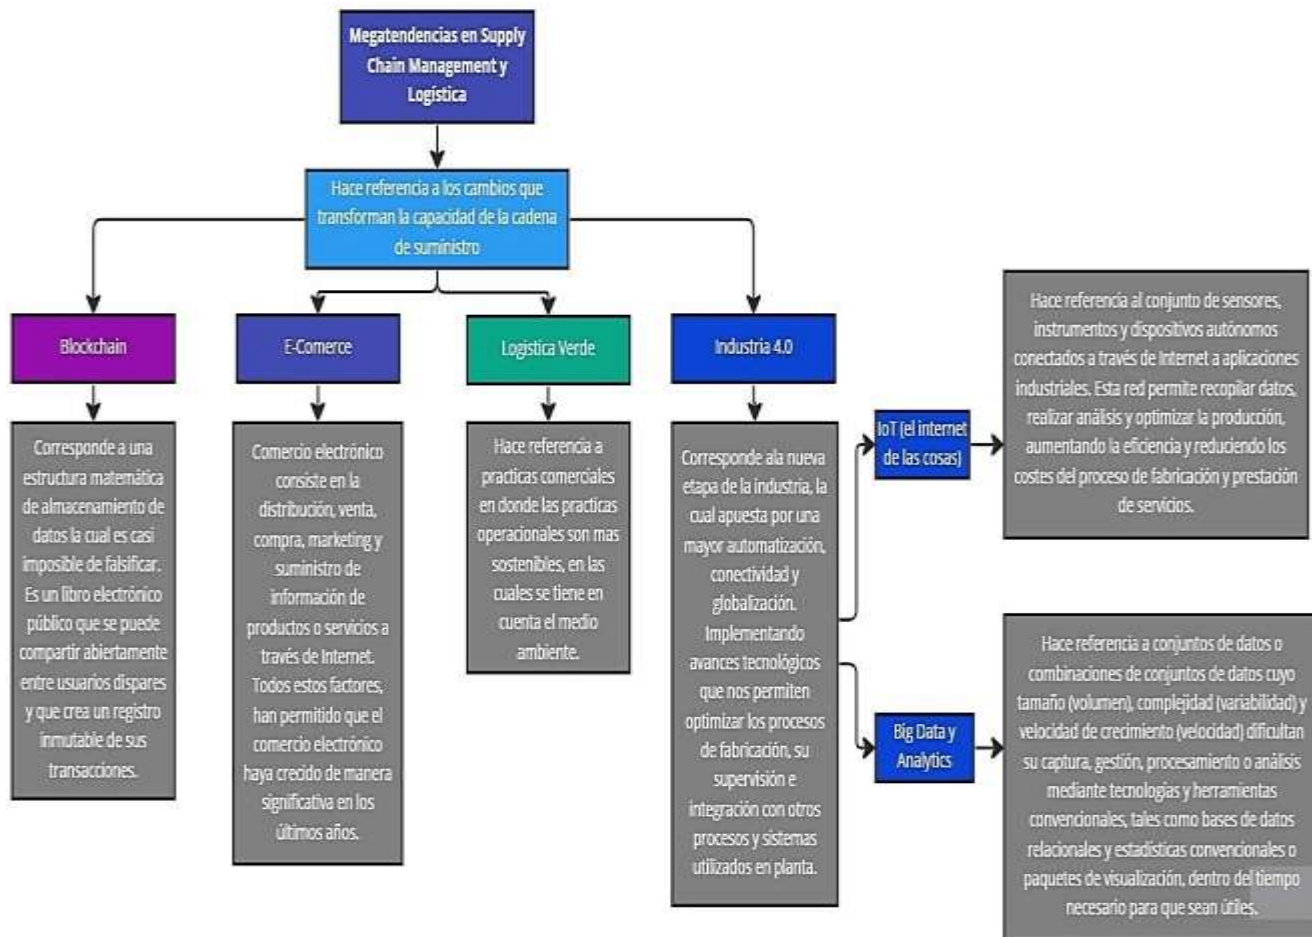 Megatendencias en Supply
Chain Management y
Logística
Hace referencia a los cambios que
transforman la capacidad de la cadena
de suministro
Blockchain
E-Comerce
Logistica Verde
Industria 4.0
Corresponde a una
estructura matemática
de almacenamiento de
datos la cual es casi
imposible de falsificar.
Es un libro electrónico
público que se puede
compartir abiertamente
entre usuarios dispares
y que crea un registro
inmutable de sus
transacciones.
Comercio electrónico
consiste en la
distribución, venta,
compra, marketing y
suministro de
información de
productos o servicios a
través de Internet.
Todos estos factores,
han permitido que el
comercio electrónico
haya crecido de manera
significativa en los
últimos años.
Hace referencia a
practicas comerciales
en donde las practicas
operacionales son mas
sostenibles, en las
cuales se tiene en
cuenta el medio
ambiente.
Corresponde ala nueva
etapa de la industria, la
cual apuesta por una
mayor automatización,
conectividad y
globalización.
Implementando
avances tecnológicos
que nos permiten
optimizar los procesos
de fabricación, su
supervisión e
integración con otros
procesos y sistemas
utilizados en planta.
IoT (el internet
de las cosas)
Hace referencia al conjunto de sensores,
instrumentos y dispositivos autónomos
conectados a través de Internet a aplicaciones
industriales. Esta red permite recopilar datos,
realizar análisis y optimizar la producción,
aumentando la eficiencia y reduciendo los
costes del proceso de fabricación y prestación
de servicios.
Big Data y
Analytics
Hace referencia a conjuntos de datos o
combinaciones de conjuntos de datos cuyo
tamaño (volumen), complejidad (variabilidad) y
velocidad de crecimiento (velocidad) dificultan
su captura, gestión, procesamiento o análisis
mediante tecnologías y herramientas
convencionales, tales como bases de datos
relacionales y estadísticas convencionales o
paquetes de visualización, dentro del tiempo
necesario para que sean útiles.